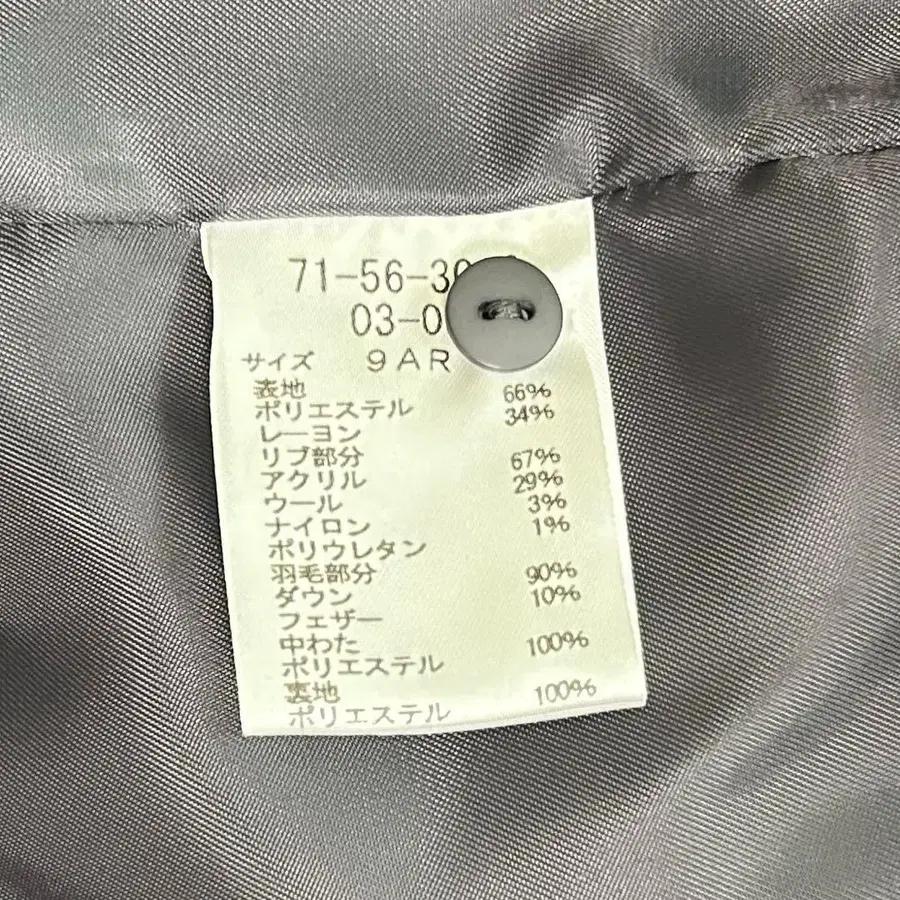 71-56-30
03-0
サイズ 9AR
表地
ポリエステル 66%
レーヨン 34%
リブ部分
アクリル 67%
ウール 29%
ナイロン 3%
ポリウレタン 1%
羽毛部分
ダウン 90%
フェザー 10%
中わた
ポリエステル 100%
裏地
ポリエステル 100%